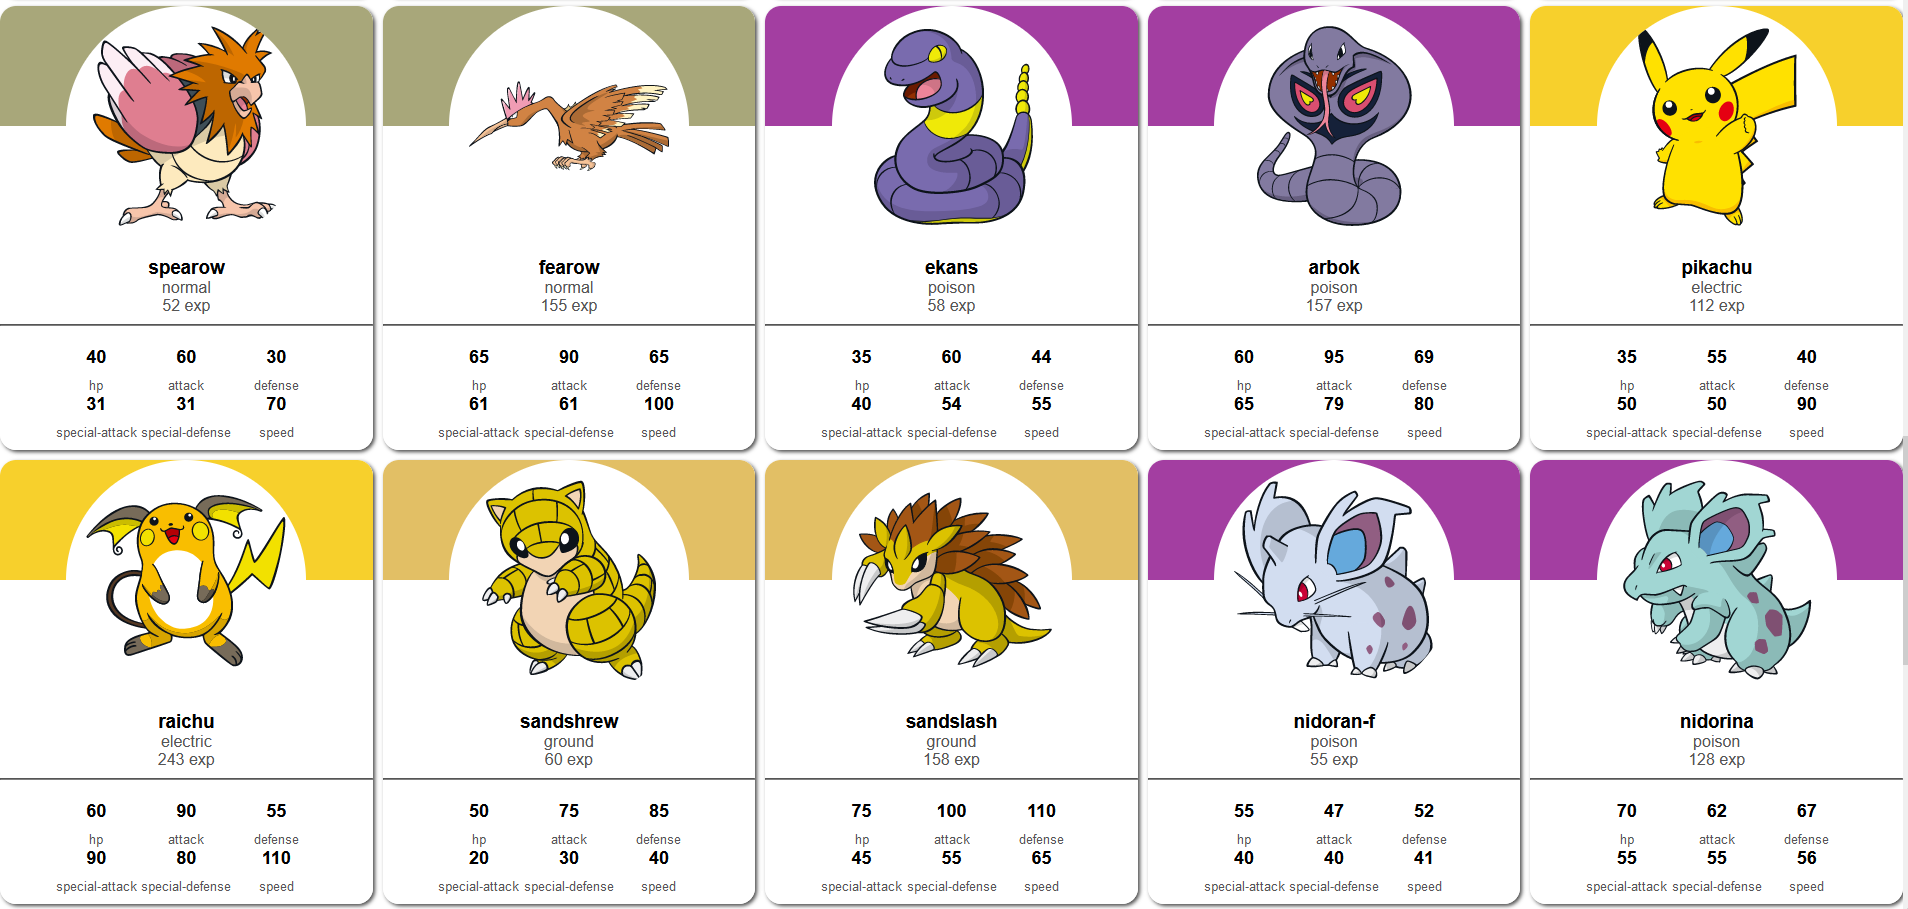 spearow
normal
52 exp
40 60 30
hp attack defense
31 31 70
special-attack special-defense speed
fearow
normal
155 exp
65 90 65
hp attack defense
61 61 100
special-attack special-defense speed
ekans
poison
58 exp
35 60 44
hp attack defense
40 54 55
special-attack special-defense speed
arbok
poison
157 exp
60 95 69
hp attack defense
65 79 80
special-attack special-defense speed
pikachu
electric
112 exp
35 55 40
hp attack defense
50 50 90
special-attack special-defense speed
raichu
electric
243 exp
60 90 55
hp attack defense
90 80 110
special-attack special-defense speed
sandshrew
ground
60 exp
50 75 85
hp attack defense
20 30 40
special-attack special-defense speed
sandslash
ground
158 exp
75 100 110
hp attack defense
45 55 65
special-attack special-defense speed
nidoran-f
poison
55 exp
55 47 52
hp attack defense
40 40 41
special-attack special-defense speed
nidorina
poison
128 exp
70 62 67
hp attack defense
55 55 56
special-attack special-defense speed